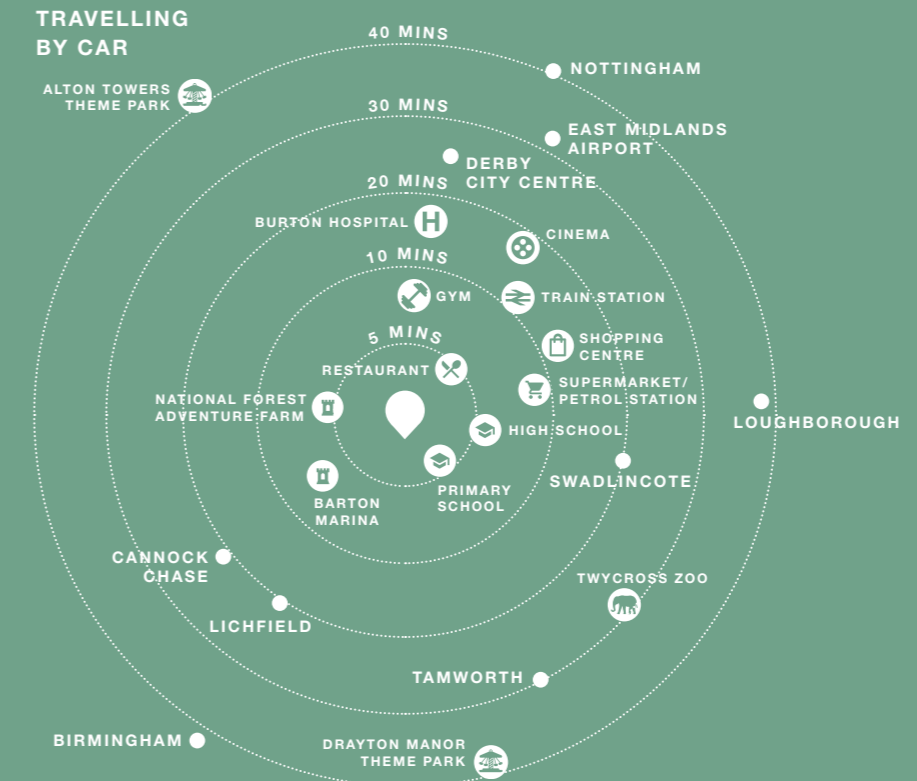 TRAVELLING
BY CAR
40 MINS
NOTTINGHAM
ALTON TOWERS
THEME PARK
30 MINS
EAST MIDLANDS
AIRPORT
DERBY
CITY CENTRE
20 MINS
BURTON HOSPITAL
H
CINEMA
10 MINS
GYM
TRAIN STATION
5 MINS
SHOPPING
CENTRE
RESTAURANT
SUPERMARKET/
PETROL STATION
NATIONAL FOREST
ADVENTURE FARM
LOUGHBOROUGH
HIGH SCHOOL
SWADLINCOTE
PRIMARY
SCHOOL
BARTON
MARINA
CANNOCK
CHASE
TWYCROSS ZOO
LICHFIELD
TAMWORTH
BIRMINGHAM
DRAYTON MANOR
THEME PARK